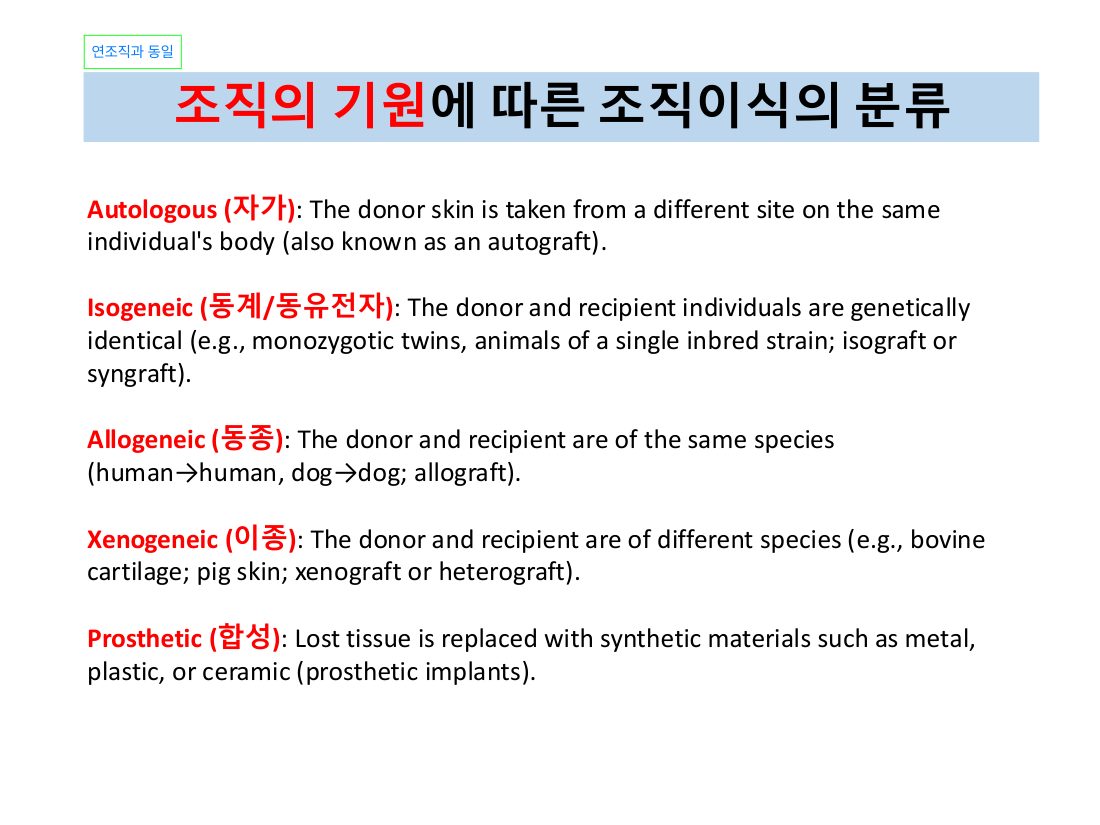 연조직과 동일
조직의 기원에 따른 조직이식의 분류
Autologous (자가): The donor skin is taken from a different site on the same
individual's body (also known as an autograft).
Isogeneic (동계/동유전자): The donor and recipient individuals are genetically
identical (e.g., monozygotic twins, animals of a single inbred strain; isograft or
syngraft).
Allogeneic (동종): The donor and recipient are of the same species
(human→human, dog→dog; allograft).
Xenogeneic (이종): The donor and recipient are of different species (e.g., bovine
cartilage; pig skin; xenograft or heterograft).
Prosthetic (합성): Lost tissue is replaced with synthetic materials such as metal,
plastic, or ceramic (prosthetic implants).